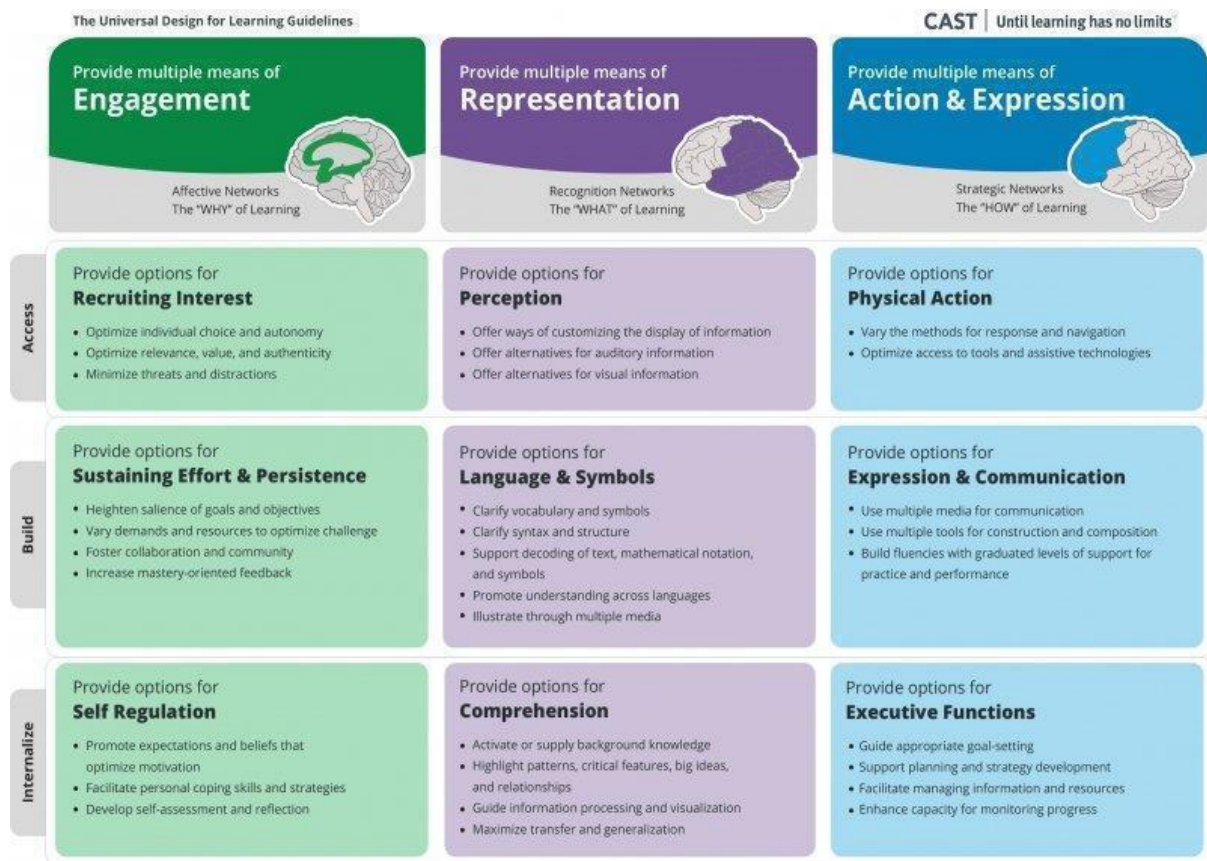 The Universal Design for Learning Guidelines
CAST | Until learning has no limits
Provide multiple means of
Engagement
Affective Networks
The "WHY" of Learning
Provide multiple means of
Representation
Recognition Networks
The "WHAT" of Learning
Provide multiple means of
Action & Expression
Strategic Networks
The "HOW" of Learning
Access
Provide options for
Recruiting Interest
• Optimize individual choice and autonomy
• Optimize relevance, value, and authenticity
• Minimize threats and distractions
Provide options for
Perception
• Offer ways of customizing the display of information
• Offer alternatives for auditory information
• Offer alternatives for visual information
Provide options for
Physical Action
• Vary the methods for response and navigation
• Optimize access to tools and assistive technologies
Build
Provide options for
Sustaining Effort & Persistence
• Heighten salience of goals and objectives
• Vary demands and resources to optimize challenge
• Foster collaboration and community
• Increase mastery-oriented feedback
Provide options for
Language & Symbols
• Clarify vocabulary and symbols
• Clarify syntax and structure
• Support decoding of text, mathematical notation,
and symbols
• Promote understanding across languages
• Illustrate through multiple media
Provide options for
Expression & Communication
• Use multiple media for communication
• Use multiple tools for construction and composition
• Build fluencies with graduated levels of support for
practice and performance
Internalize
Provide options for
Self Regulation
• Promote expectations and beliefs that
optimize motivation
• Facilitate personal coping skills and strategies
• Develop self-assessment and reflection
Provide options for
Comprehension
• Activate or supply background knowledge
• Highlight patterns, critical features, big ideas,
and relationships
• Guide information processing and visualization
• Maximize transfer and generalization
Provide options for
Executive Functions
• Guide appropriate goal-setting
• Support planning and strategy development
• Facilitate managing information and resources
• Enhance capacity for monitoring progress